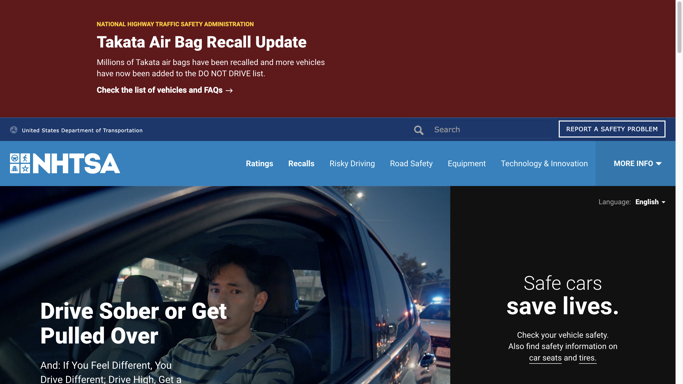 NATIONAL HIGHWAY TRAFFIC SAFETY ADMINISTRATION
Takata Air Bag Recall Update
Millions of Takata air bags have been recalled and more vehicles
have now been added to the DO NOT DRIVE list.
Check the list of vehicles and FAQs →
United States Department of Transportation
Search
REPORT A SAFETY PROBLEM
NHTSA
Ratings
Recalls
Risky Driving
Road Safety
Equipment
Technology & Innovation
MORE INFO
Language: English
Drive Sober or Get
Pulled Over
And: If You Feel Different, You
Drive Different; Drive High, Get a
Safe cars
save lives.
Check your vehicle safety.
Also find safety information on
car seats and tires.